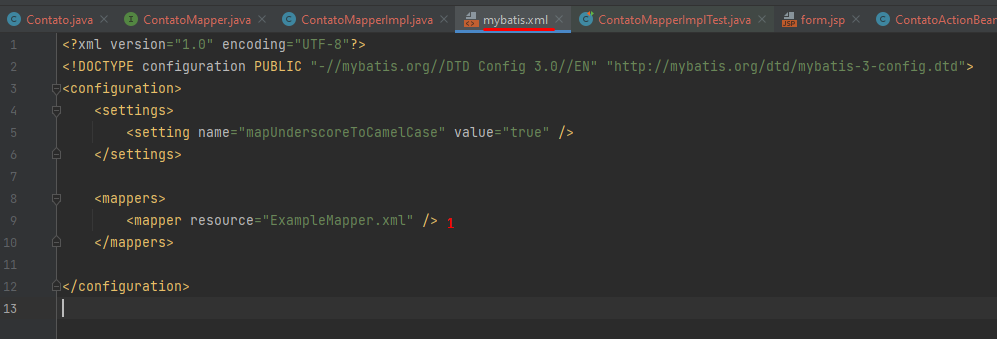 Contato.java ContatoMapper.java ContatoMapperImpl.java mybatis.xml ContatoMapperImplTest.java form.jsp ContatoActionBean
1 <?xml version="1.0" encoding="UTF-8"?>
2 <!DOCTYPE configuration PUBLIC "-//mybatis.org//DTD Config 3.0//EN" "http://mybatis.org/dtd/mybatis-3-config.dtd">
3 <configuration>
4 <settings>
5 <setting name="mapUnderscoreToCamelCase" value="true" />
6 </settings>
7
8 <mappers>
9 <mapper resource="ExampleMapper.xml" /> 1
10 </mappers>
11
12 </configuration>
13